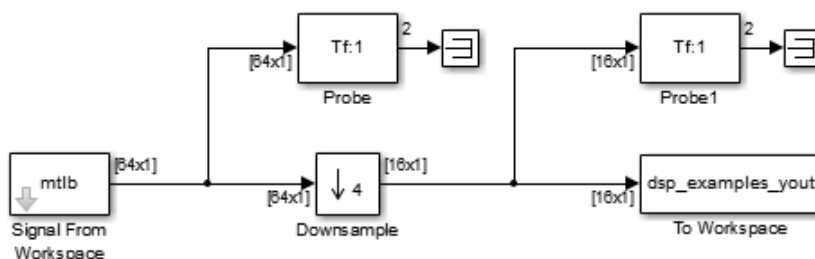 Tf:1
2
[64x1]
Probe
Tf:1
2
[16x1]
Probe1
mtlb
[64x1]
Signal From
Workspace
[64x1]
↓ 4
[16x1]
Downsample
[16x1]
dsp_examples_yout
To Workspace